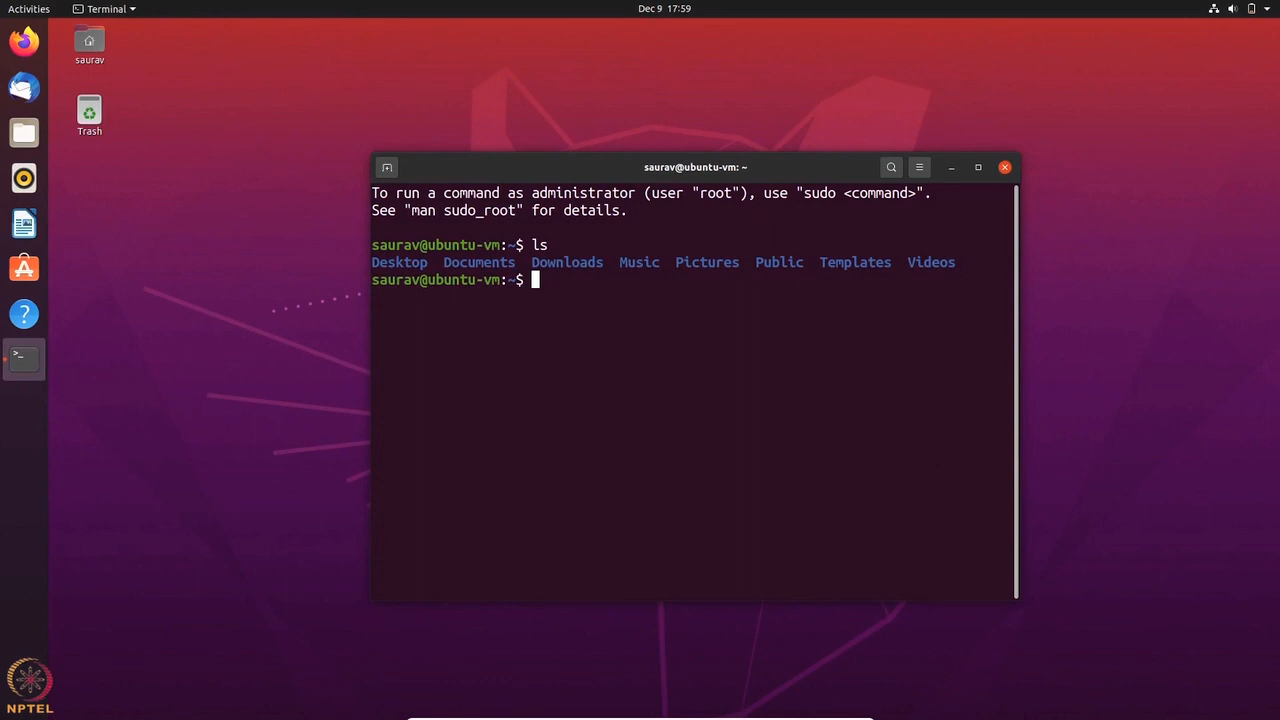 Activities
Terminal
Dec 9 17:59
saurav
Trash
saurav@ubuntu-vm: ~
To run a command as administrator (user "root"), use "sudo <command>".
See "man sudo_root" for details.
saurav@ubuntu-vm:~$ ls
Desktop Documents Downloads Music Pictures Public Templates Videos
saurav@ubuntu-vm:~$
NPTEL